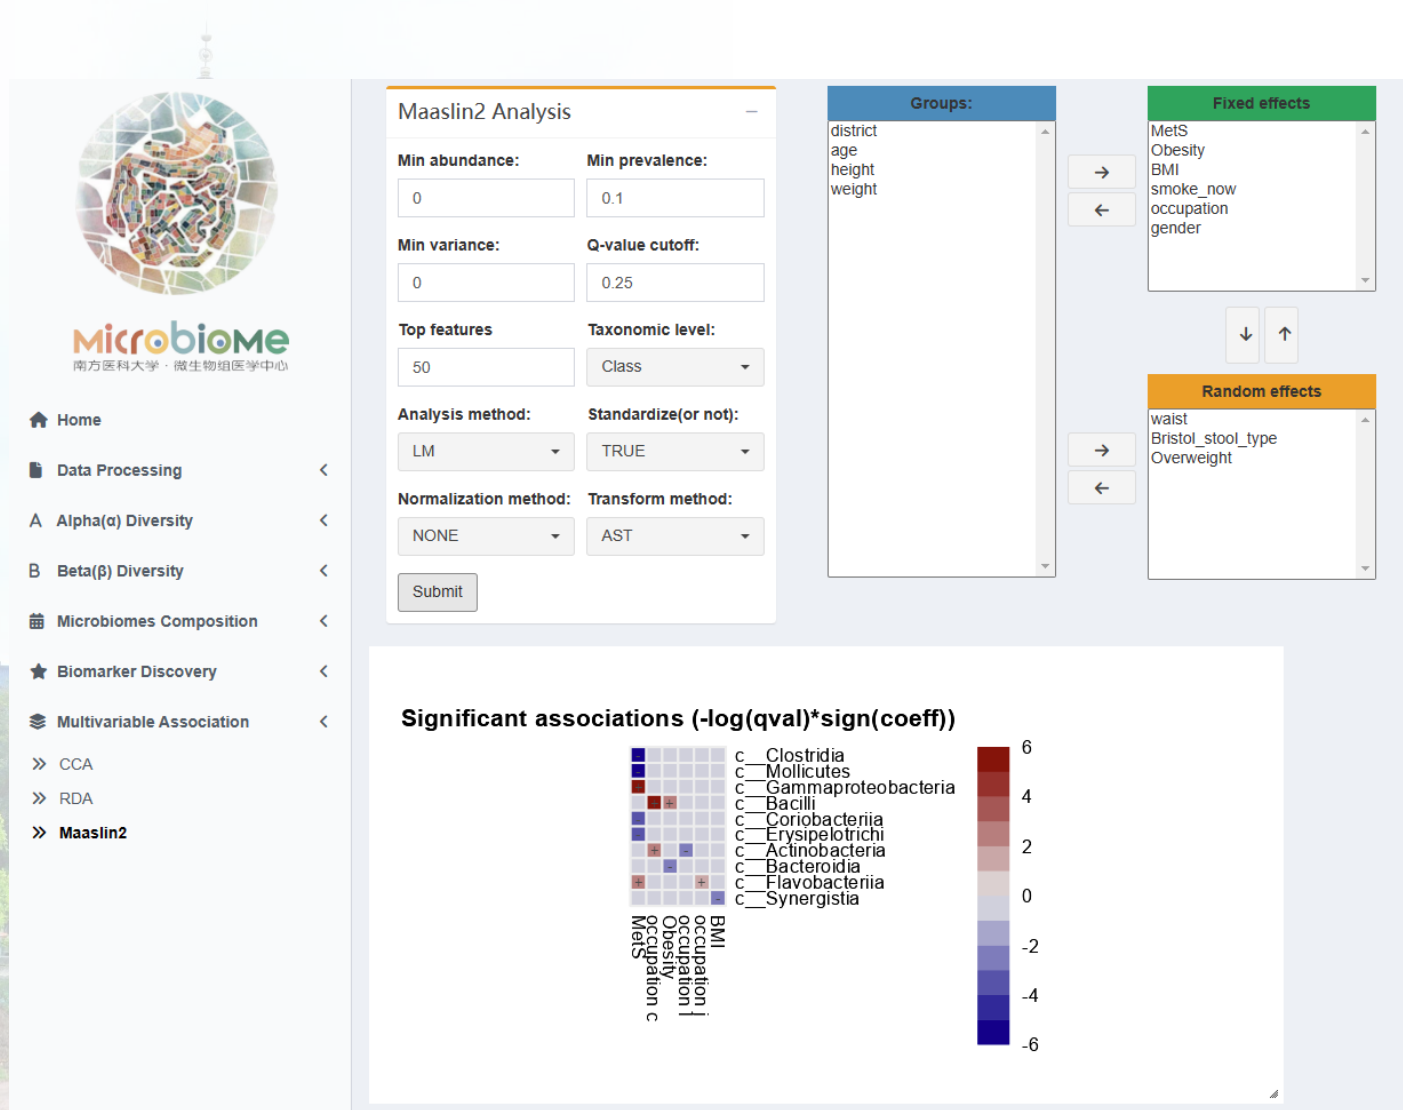 MicrobioMe
南方医科大学 · 微生物组医学中心
Home
Data Processing
A Alpha(α) Diversity
B Beta(β) Diversity
Microbiomes Composition
Biomarker Discovery
Multivariable Association
CCA
RDA
Maaslin2
Maaslin2 Analysis
Min abundance: Min prevalence:
0 0.1
Min variance: Q-value cutoff:
0 0.25
Top features Taxonomic level:
50 Class
Analysis method: Standardize(or not):
LM TRUE
Normalization method: Transform method:
NONE AST
Submit
Groups:
district
age
height
weight
Fixed effects
MetS
Obesity
BMI
smoke_now
occupation
gender
Random effects
waist
Bristol_stool_type
Overweight
Significant associations (-log(qval)*sign(coeff))
c__Clostridia
c__Mollicutes
c__Gammaproteobacteria
c__Bacilli
c__Coriobacteriia
c__Erysipelotrichi
c__Actinobacteria
c__Bacteroidia
c__Flavobacteriia
c__Synergistia
MetS
occupation c
Obesity
occupation l
occupation i
BMI
6
4
2
0
-2
-4
-6